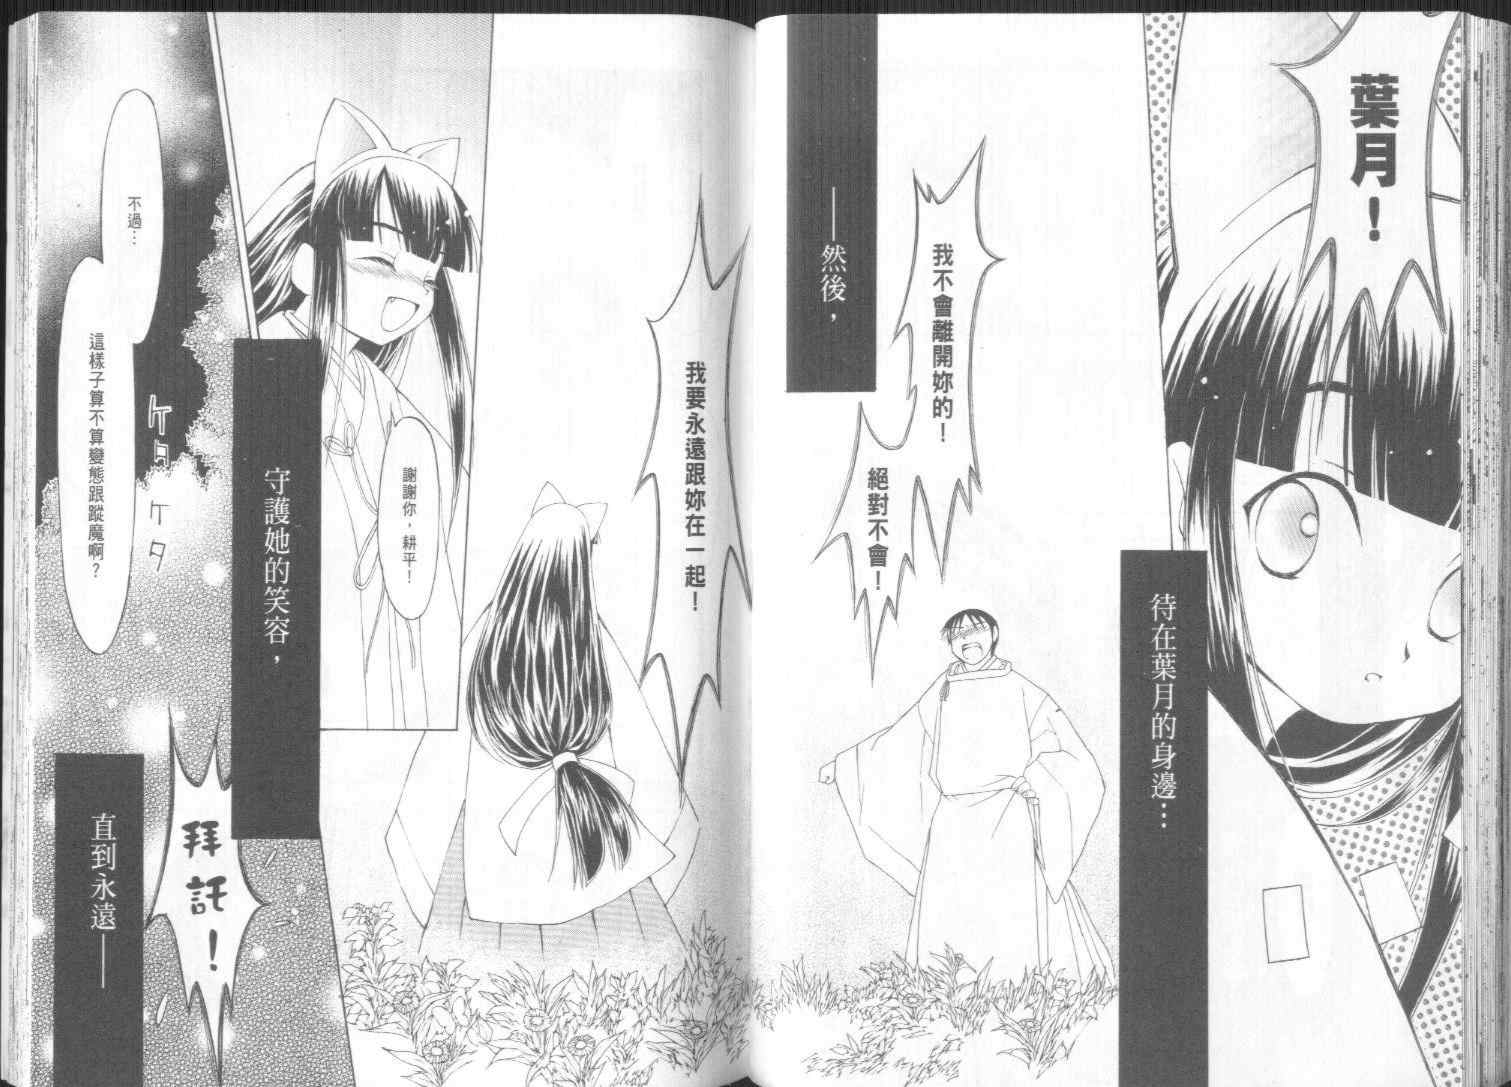 葉月！
待在葉月的身邊…
我不會離開妳的！
絕對不會！
——然後，
我要永遠跟妳在一起！
謝謝你，耕平！
守護她的笑容，
不過…
這樣子算不算變態跟蹤魔啊？
ケタ
ケタ
拜託！
直到永遠——